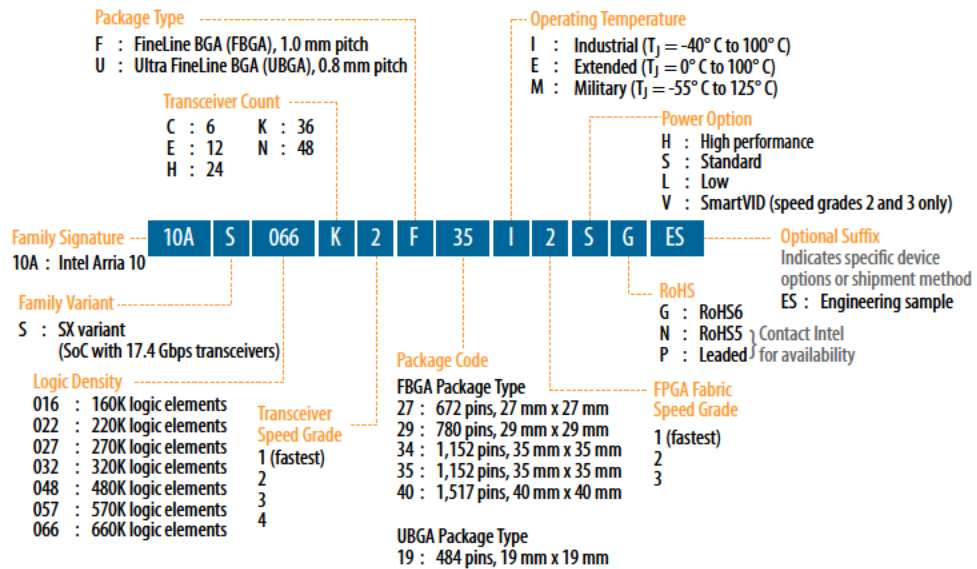 Package Type
F : FineLine BGA (FBGA), 1.0 mm pitch
U : Ultra FineLine BGA (UBGA), 0.8 mm pitch
Operating Temperature
I : Industrial (TJ = -40° C to 100° C)
E : Extended (TJ = 0° C to 100° C)
M : Military (TJ = -55° C to 125° C)
Transceiver Count
C : 6 K : 36
E : 12 N : 48
H : 24
Power Option
H : High performance
S : Standard
L : Low
V : SmartVID (speed grades 2 and 3 only)
Family Signature
10A : Intel Arria 10
10A S 066 K 2 F 35 I 2 S G ES
Optional Suffix
Indicates specific device
options or shipment method
ES : Engineering sample
Family Variant
S : SX variant
(SoC with 17.4 Gbps transceivers)
RoHS
G : RoHS6
N : RoHS5
P : Leaded
Contact Intel
for availability
Logic Density
016 : 160K logic elements
022 : 220K logic elements
027 : 270K logic elements
032 : 320K logic elements
048 : 480K logic elements
057 : 570K logic elements
066 : 660K logic elements
Transceiver
Speed Grade
1 (fastest)
2
3
4
Package Code
FBGA Package Type
27 : 672 pins, 27 mm x 27 mm
29 : 780 pins, 29 mm x 29 mm
34 : 1,152 pins, 35 mm x 35 mm
35 : 1,152 pins, 35 mm x 35 mm
40 : 1,517 pins, 40 mm x 40 mm
UBGA Package Type
19 : 484 pins, 19 mm x 19 mm
FPGA Fabric
Speed Grade
1 (fastest)
2
3